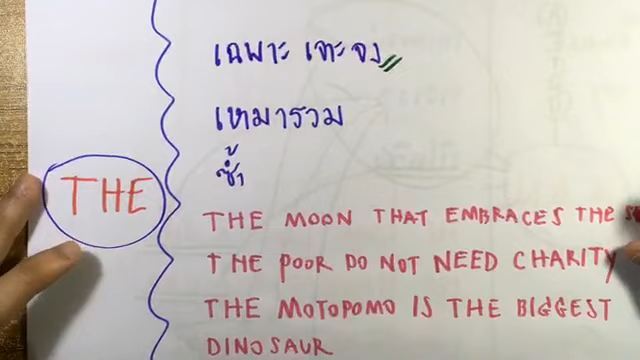 เฉพาะ เจาะจง
เหมารวม
ซ้ำ
THE
THE MOON THAT EMBRACES THE
THE POOR DO NOT NEED CHARITY
THE MOTOPOMO IS THE BIGGEST
DINOSAUR